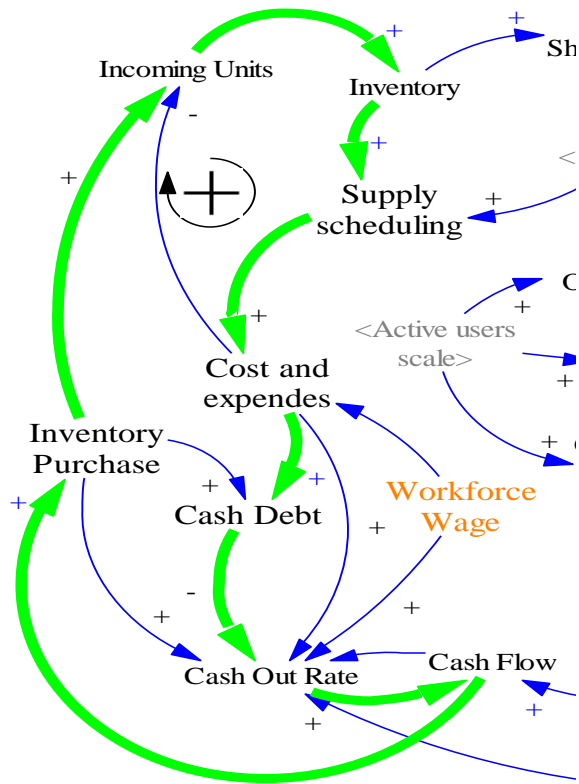 +
+
Incoming Units
Sh
Inventory
-
+
+
<
+
Supply
scheduling
+
O
+
<Active users
scale>
+
Cost and
expendes
+
Inventory
Purchase
+
+
+
Workforce
Wage
Cash Debt
+
+
-
+
+
Cash Flow
Cash Out Rate
+
+